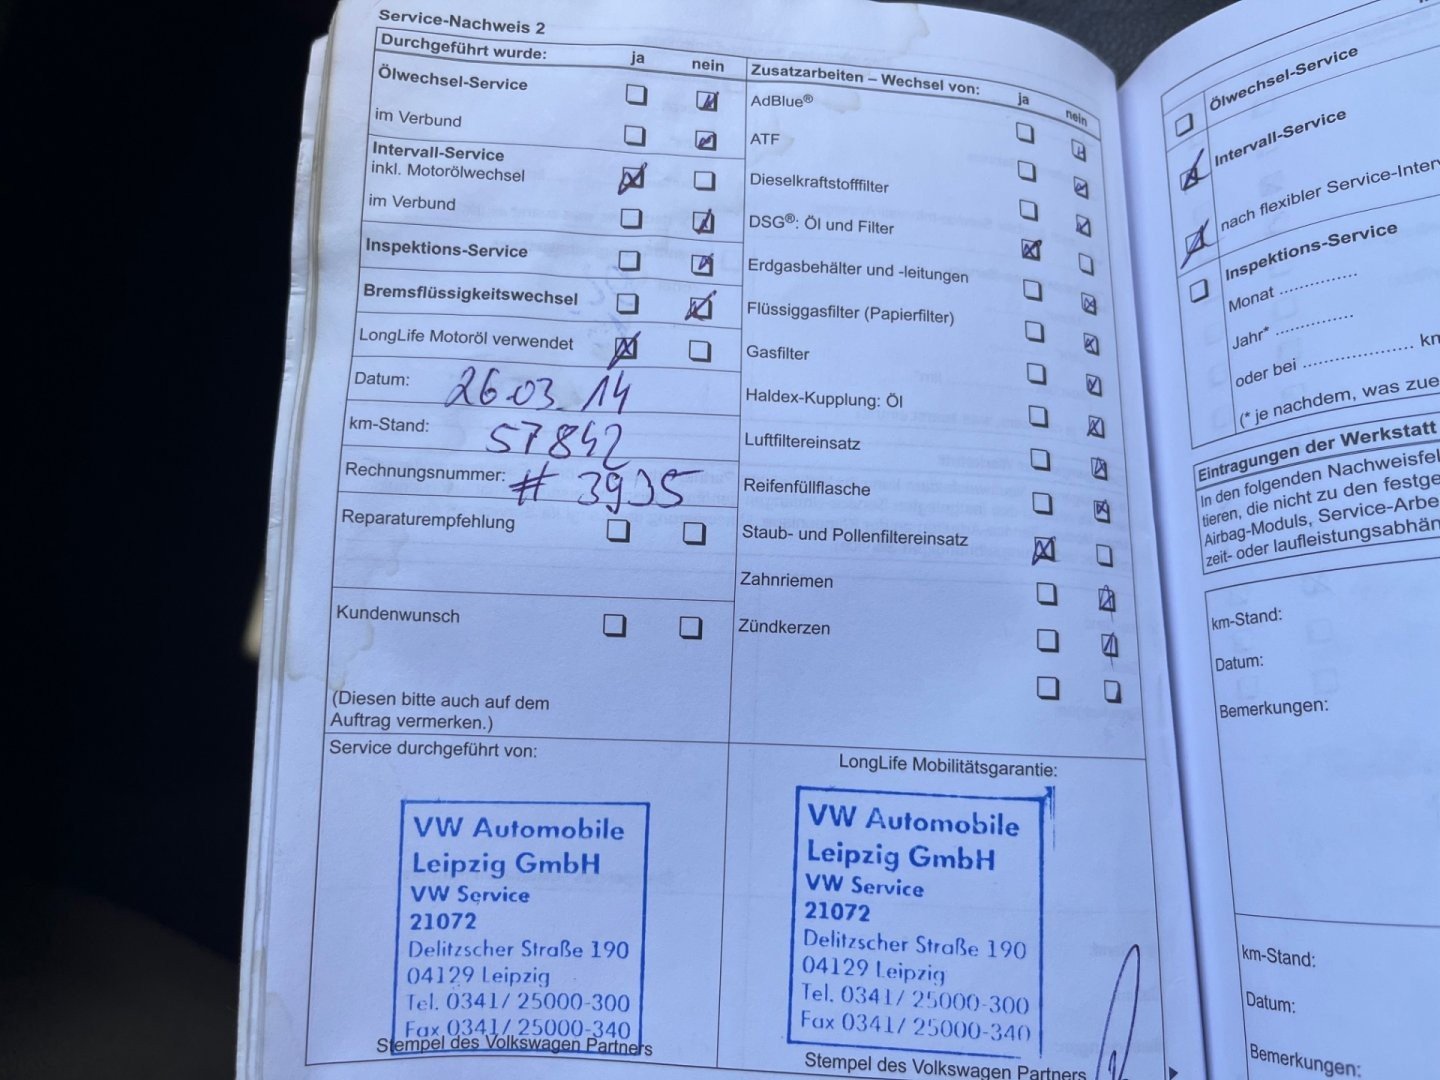 Service-Nachweis 2
Durchgeführt wurde: ja nein
Ölwechsel-Service
im Verbund
Intervall-Service
inkl. Motorölwechsel
im Verbund
Inspektions-Service
Bremsflüssigkeitswechsel
LongLife Motoröl verwendet
Datum: 26.03.14
km-Stand: 57842
Rechnungsnummer: # 3935
Reparaturempfehlung
Kundenwunsch
(Diesen bitte auch auf dem
Auftrag vermerken.)
Service durchgeführt von:
VW Automobile
Leipzig GmbH
VW Service
21072
Delitzscher Straße 190
04129 Leipzig
Tel. 0341/ 25000-300
Fax 0341/ 25000-340
Stempel des Volkswagen Partners
Zusatzarbeiten – Wechsel von: ja nein
AdBlue®
ATF
Dieselkraftstofffilter
DSG®: Öl und Filter
Erdgasbehälter und -leitungen
Flüssiggasfilter (Papierfilter)
Gasfilter
Haldex-Kupplung: Öl
Luftfiltereinsatz
Reifenfüllflasche
Staub- und Pollenfiltereinsatz
Zahnriemen
Zündkerzen
LongLife Mobilitätsgarantie:
VW Automobile
Leipzig GmbH
VW Service
21072
Delitzscher Straße 190
04129 Leipzig
Tel. 0341/ 25000-300
Fax 0341/ 25000-340
Stempel des Volkswagen Partners
Ölwechsel-Service
Intervall-Service
nach flexibler Service-Interv
Inspektions-Service
Monat ..............
Jahr* ..............
oder bei .................... km
(* je nachdem, was zue
Eintragungen der Werkstatt
In den folgenden Nachweisfel
tieren, die nicht zu den festge
Airbag-Moduls, Service-Arbe
zeit- oder laufleistungsabhän
km-Stand:
Datum:
Bemerkungen:
km-Stand:
Datum:
Bemerkungen: